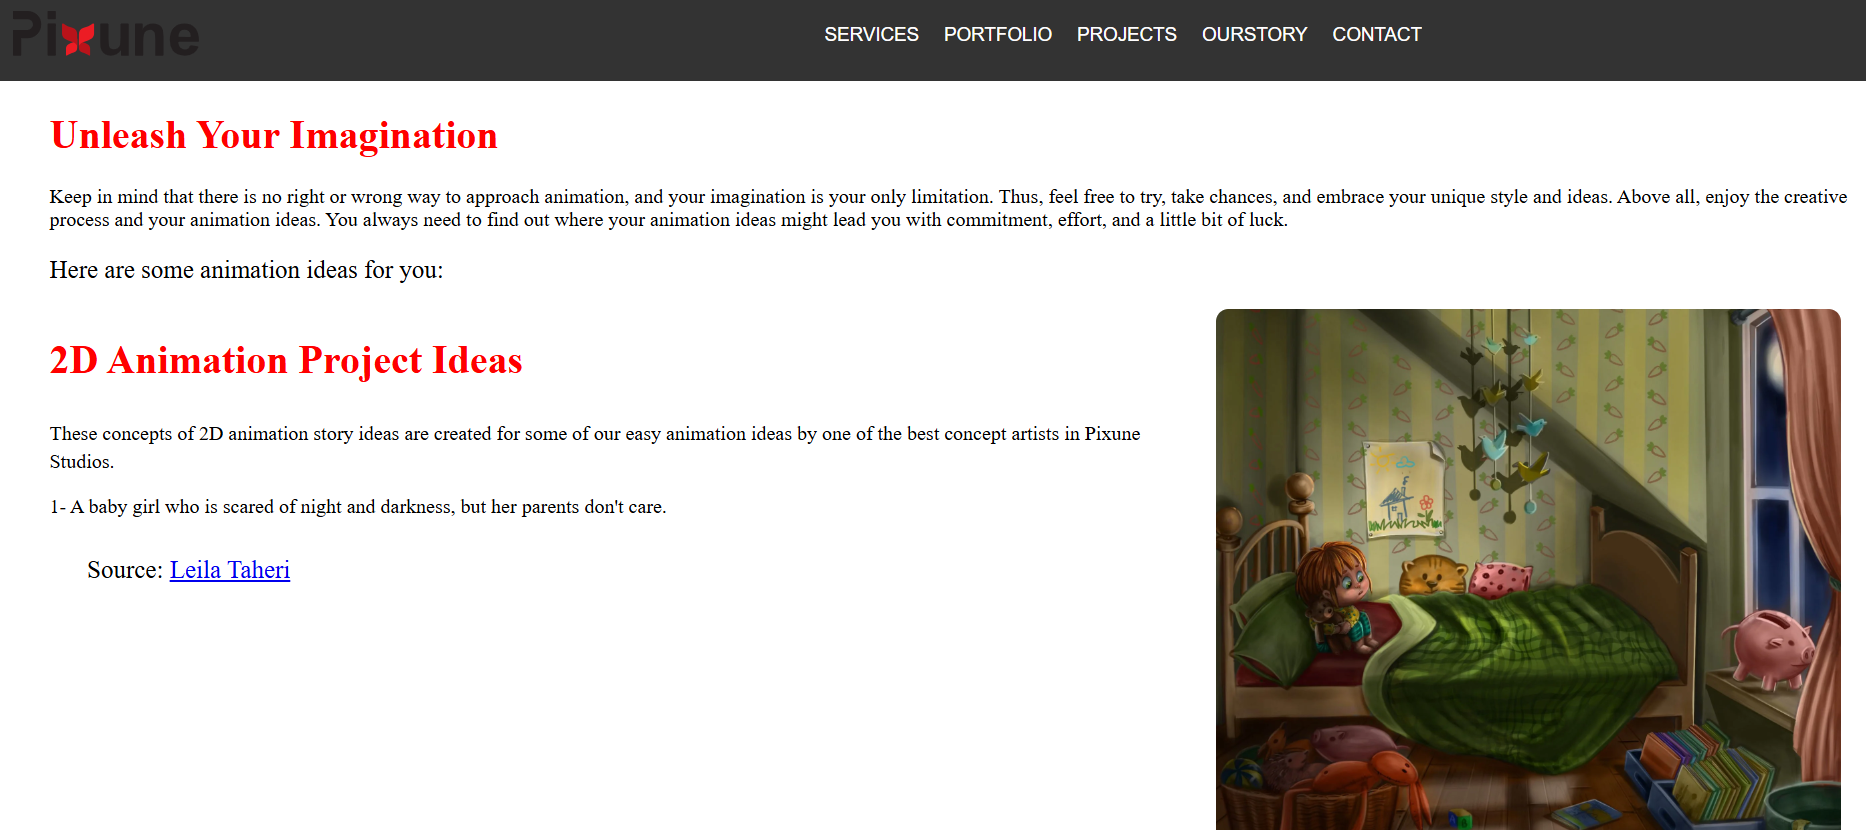 Pixune
SERVICES PORTFOLIO PROJECTS OURSTORY CONTACT
Unleash Your Imagination
Keep in mind that there is no right or wrong way to approach animation, and your imagination is your only limitation. Thus, feel free to try, take chances, and embrace your unique style and ideas. Above all, enjoy the creative
process and your animation ideas. You always need to find out where your animation ideas might lead you with commitment, effort, and a little bit of luck.
Here are some animation ideas for you:
2D Animation Project Ideas
These concepts of 2D animation story ideas are created for some of our easy animation ideas by one of the best concept artists in Pixune
Studios.
1- A baby girl who is scared of night and darkness, but her parents don't care.
Source: Leila Taheri